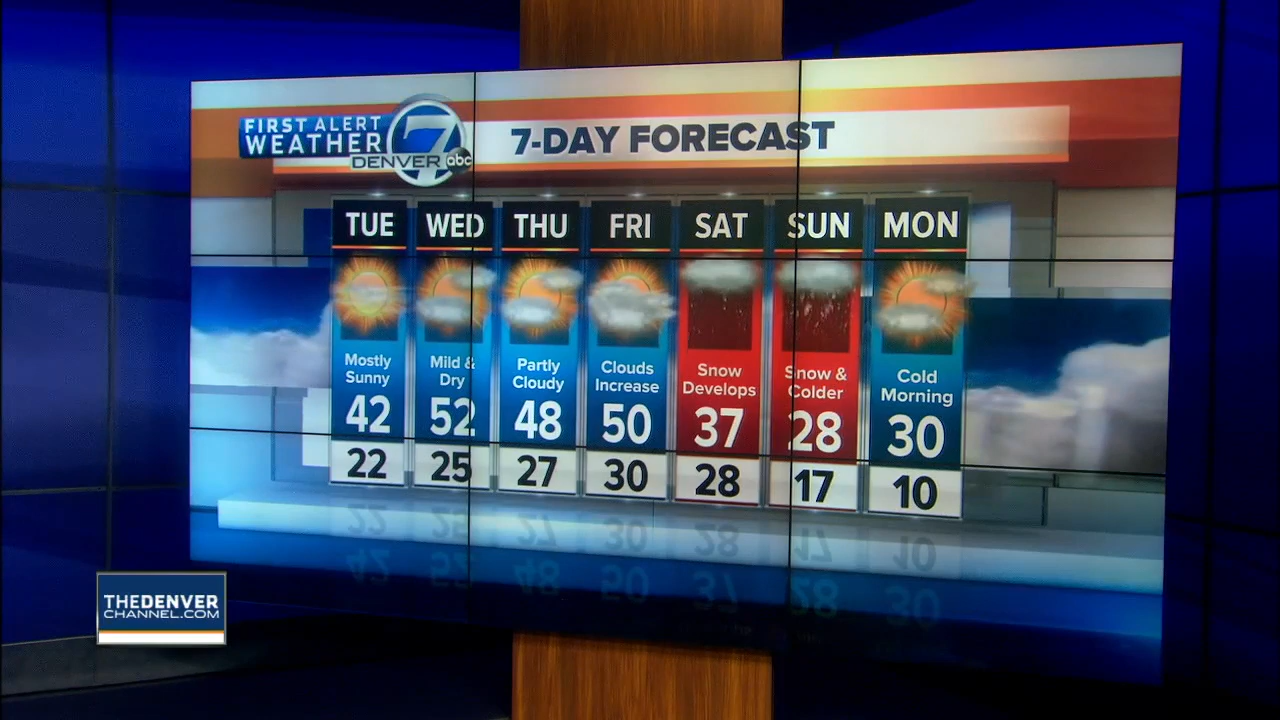 FIRST ALERT
WEATHER
7
DENVER abc
7-DAY FORECAST
TUE WED THU FRI SAT SUN MON
Mostly Sunny
Mild & Dry
Partly Cloudy
Clouds Increase
Snow Develops
Snow & Colder
Cold Morning
42 52 48 50 37 28 30
22 25 27 30 28 17 10
THEDENVER
CHANNEL.COM